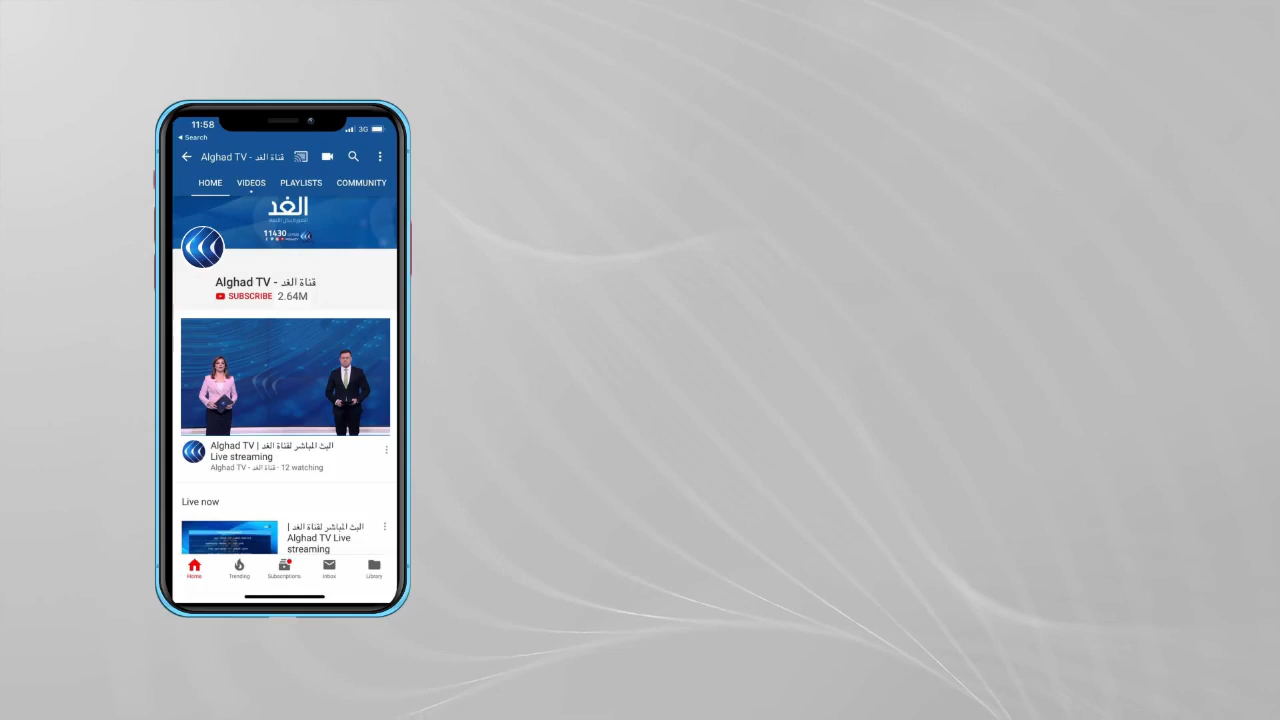 11:58
3G
Search
Alghad TV - قناة الغد
HOME VIDEOS PLAYLISTS COMMUNITY
الغد
11430
Alghad TV - قناة الغد
SUBSCRIBE 2.64M
Alghad TV | البث المباشر لقناة الغد
Live streaming
Alghad TV - قناة الغد · 12 watching
Live now
البث المباشر لقناة الغد |
Alghad TV Live
streaming
Home Trending Subscriptions Inbox Library